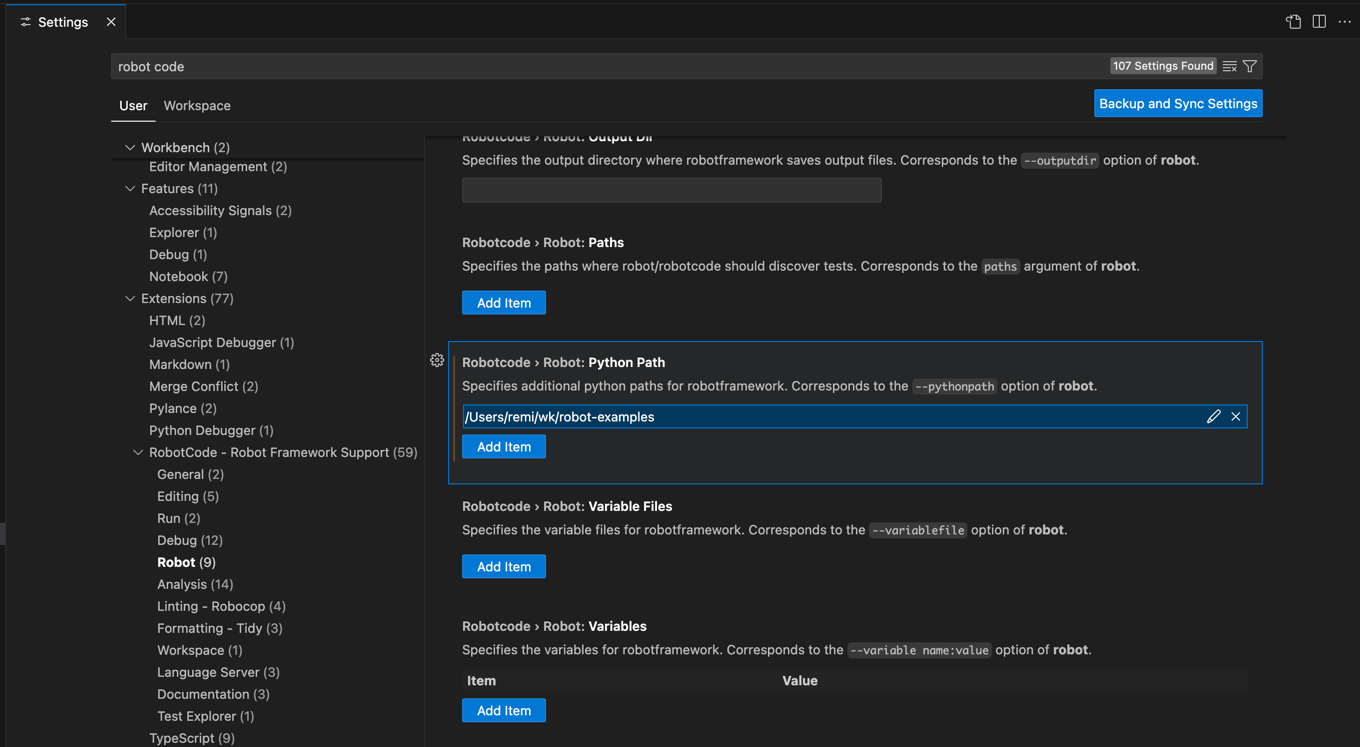 Settings
robot code
107 Settings Found
User
Workspace
Backup and Sync Settings
Workbench (2)
Editor Management (2)
Features (11)
Accessibility Signals (2)
Explorer (1)
Debug (1)
Notebook (7)
Extensions (77)
HTML (2)
JavaScript Debugger (1)
Markdown (1)
Merge Conflict (2)
Pylance (2)
Python Debugger (1)
RobotCode - Robot Framework Support (59)
General (2)
Editing (5)
Run (2)
Debug (12)
Robot (9)
Analysis (14)
Linting - Robocop (4)
Formatting - Tidy (3)
Workspace (1)
Language Server (3)
Documentation (3)
Test Explorer (1)
TypeScript (9)
Robotcode › Robot: Output Dir
Specifies the output directory where robotframework saves output files. Corresponds to the --outputdir option of robot.
Robotcode › Robot: Paths
Specifies the paths where robot/robotcode should discover tests. Corresponds to the paths argument of robot.
Add Item
Robotcode › Robot: Python Path
Specifies additional python paths for robotframework. Corresponds to the --pythonpath option of robot.
/Users/remi/wk/robot-examples
Add Item
Robotcode › Robot: Variable Files
Specifies the variable files for robotframework. Corresponds to the --variablefile option of robot.
Add Item
Robotcode › Robot: Variables
Specifies the variables for robotframework. Corresponds to the --variable name:value option of robot.
Item Value
Add Item